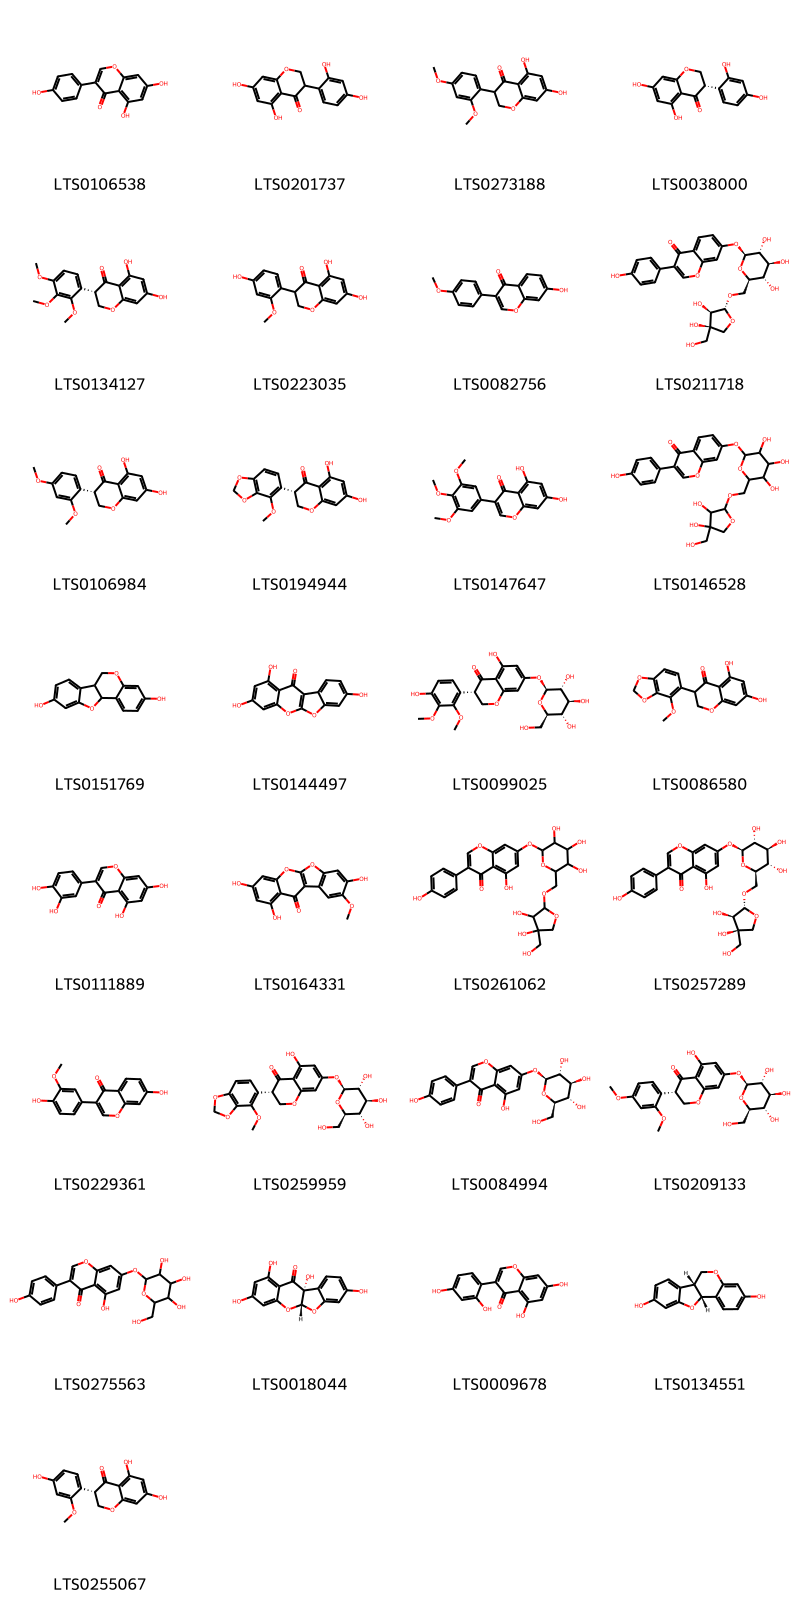 LTS0106538 LTS0201737 LTS0273188 LTS0038000
LTS0134127 LTS0223035 LTS0082756 LTS0211718
LTS0106984 LTS0194944 LTS0147647 LTS0146528
LTS0151769 LTS0144497 LTS0099025 LTS0086580
LTS0111889 LTS0164331 LTS0261062 LTS0257289
LTS0229361 LTS0259959 LTS0084994 LTS0209133
LTS0275563 LTS0018044 LTS0009678 LTS0134551
LTS0255067